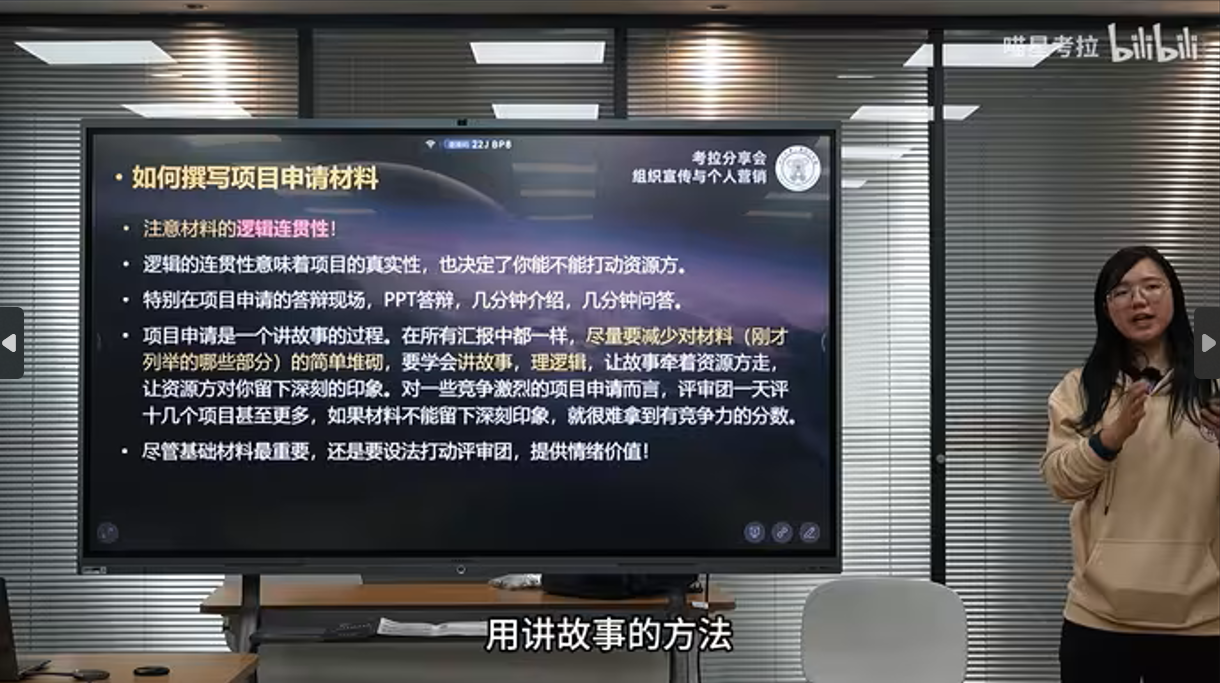 喵星考拉 bilibili
22J BP8
考拉分享会
组织宣传与个人营销
• 如何撰写项目申请材料
• 注意材料的逻辑连贯性！
• 逻辑的连贯性意味着项目的真实性，也决定了你能不能打动资源方。
• 特别在项目申请的答辩现场，PPT答辩，几分钟介绍，几分钟问答。
• 项目申请是一个讲故事的过程。在所有汇报中都一样，尽量要减少对材料（刚才
列举的哪些部分）的简单堆砌，要学会讲故事，理逻辑，让故事牵着资源方走，
让资源方对你留下深刻的印象。对一些竞争激烈的项目申请而言，评审团一天评
十几个项目甚至更多，如果材料不能留下深刻印象，就很难拿到有竞争力的分数。
• 尽管基础材料最重要，还是要设法打动评审团，提供情绪价值！
用讲故事的方法